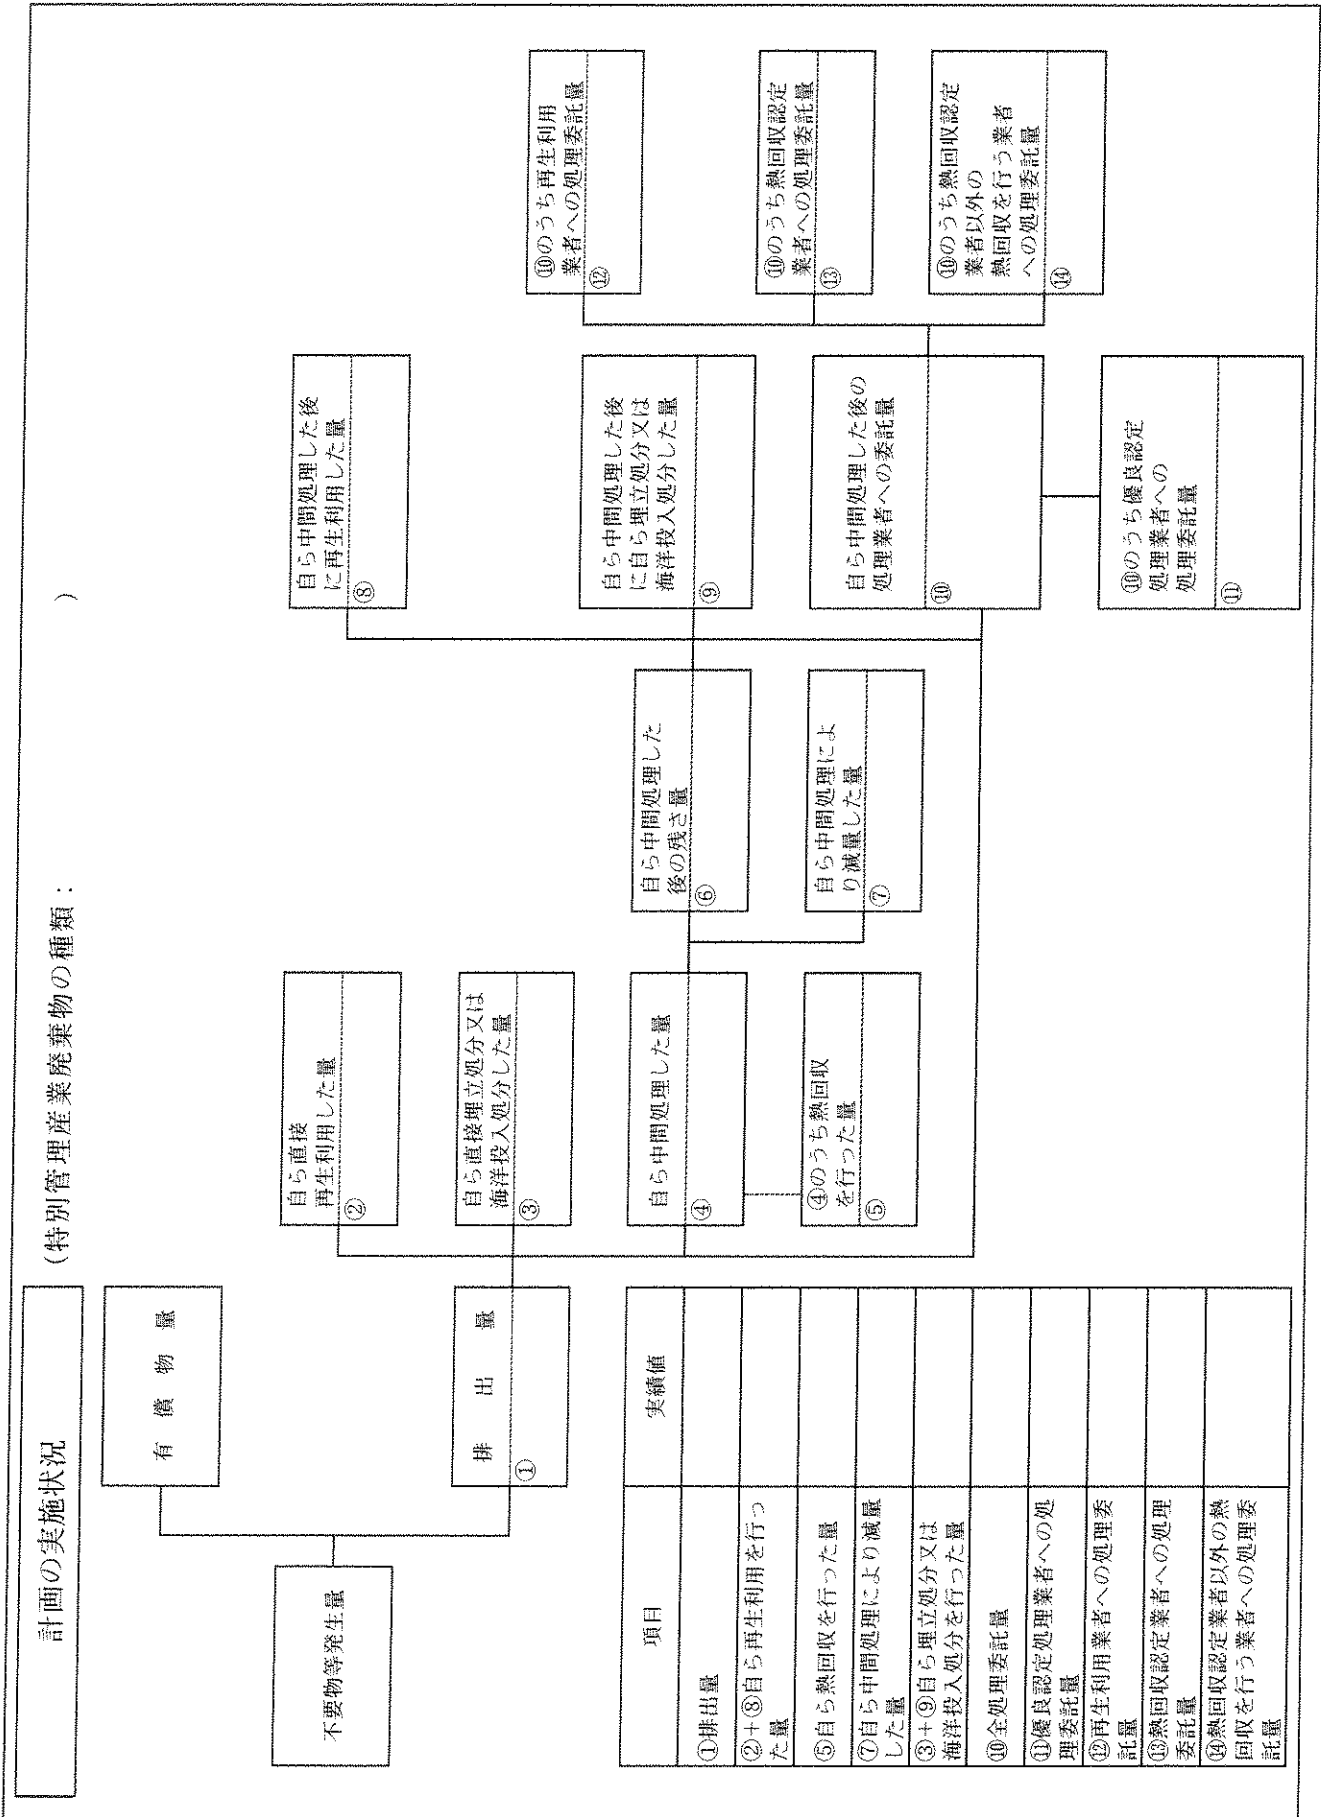 計画の実施状況
(特別管理産業廃棄物の種類: )
不要物等発生量
有償物量
排出量
①
自ら直接
再生利用した量
②
自ら直接埋立処分又は
海洋投入処分した量
③
自ら中間処理した量
④
④のうち熱回収
を行った量
⑤
自ら中間処理した
後の残さ量
⑥
自ら中間処理によ
り減量した量
⑦
自ら中間処理した後
に再生利用した量
⑧
自ら中間処理した後
に自ら埋立処分又は
海洋投入処分した量
⑨
自ら中間処理した後の
処理業者への委託量
⑩
⑩のうち優良認定
処理業者への
処理委託量
⑪
⑩のうち再生利用
業者への処理委託量
⑫
⑩のうち熱回収認定
業者への処理委託量
⑬
⑩のうち熱回収認定
業者以外の
熱回収を行う業者
への処理委託量
⑭
項目 実績値
①排出量
②+⑧自ら再生利用を行っ
た量
⑤自ら熱回収を行った量
⑦自ら中間処理により減量
した量
③+⑨自ら埋立処分又は
海洋投入処分を行った量
⑩全処理委託量
⑪優良認定処理業者への処
理委託量
⑫再生利用業者への処理委
託量
⑬熱回収認定業者への処理
委託量
⑭熱回収認定業者以外の熱
回収を行う業者への処理委
託量